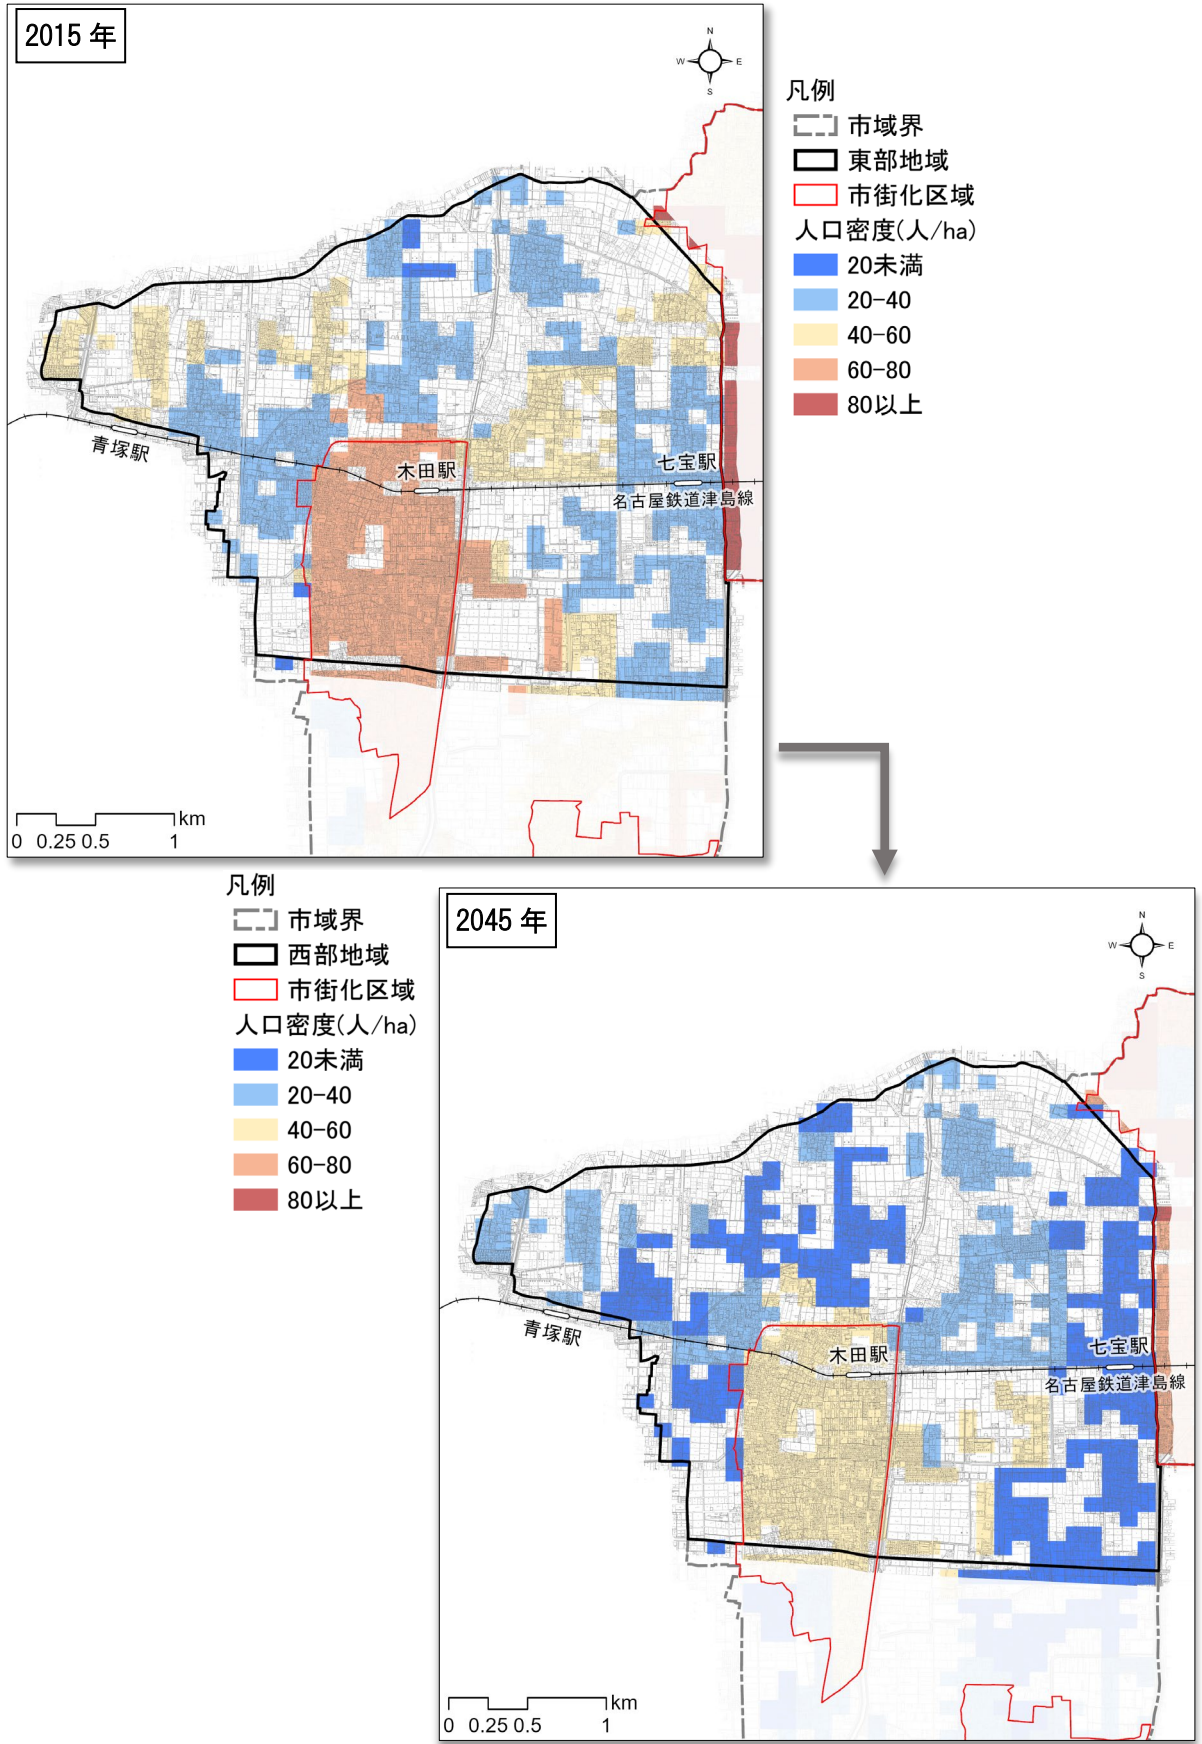 2015 年
N
W E
S
青塚駅
木田駅
七宝駅
名古屋鉄道津島線
km
0 0.25 0.5 1
凡例
市域界
東部地域
市街化区域
人口密度(人/ha)
20未満
20-40
40-60
60-80
80以上
凡例
市域界
西部地域
市街化区域
人口密度(人/ha)
20未満
20-40
40-60
60-80
80以上
2045 年
N
W E
S
青塚駅
木田駅
七宝駅
名古屋鉄道津島線
km
0 0.25 0.5 1